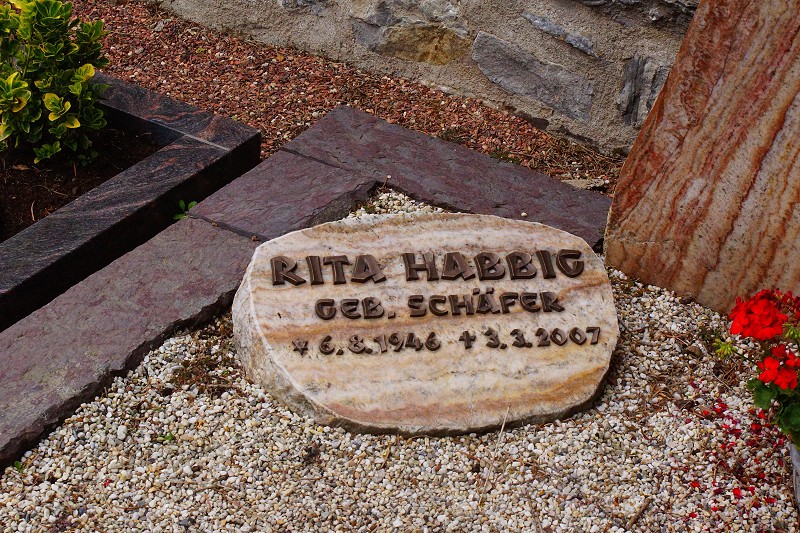 RITA HABBIG
GEB. SCHÄFER
* 6.8.1946 † 3.3.2007